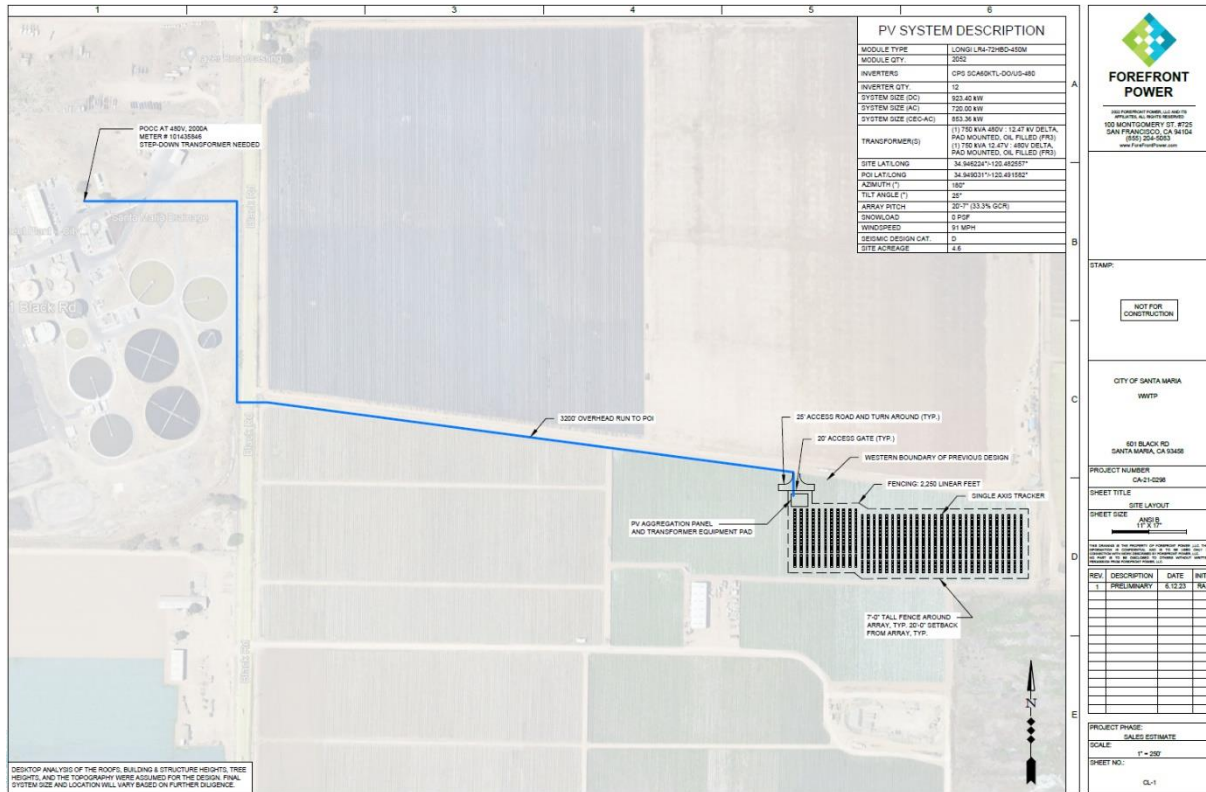 1
2
3
4
5
6
A
B
C
D
E
POCC AT 480V, 2000A
METER # 101435846
STEP-DOWN TRANSFORMER NEEDED
Black Rd
Black Rd
Black Rd
Black Rd
3200' OVERHEAD RUN TO POI
25' ACCESS ROAD AND TURN AROUND (TYP.)
20' ACCESS GATE (TYP.)
WESTERN BOUNDARY OF PREVIOUS DESIGN
FENCING: 2,250 LINEAR FEET
SINGLE AXIS TRACKER
PV AGGREGATION PANEL
AND TRANSFORMER EQUIPMENT PAD
7'-0" TALL FENCE AROUND
ARRAY, TYP. 20'-0" SETBACK
FROM ARRAY, TYP.
N
DESKTOP ANALYSIS OF THE ROOFS, BUILDING & STRUCTURE HEIGHTS, TREE
HEIGHTS, AND THE TOPOGRAPHY WERE ASSUMED FOR THE DESIGN. FINAL
SYSTEM SIZE AND LOCATION WILL VARY BASED ON FURTHER DILIGENCE.
PV SYSTEM DESCRIPTION
MODULE TYPE LONGI LR4-72HBD-450M
MODULE QTY. 2052
INVERTERS CPS SCA60KTL-DO/US-480
INVERTER QTY. 12
SYSTEM SIZE (DC) 923.40 kW
SYSTEM SIZE (AC) 720.00 kW
SYSTEM SIZE (CEC-AC) 853.36 kW
TRANSFORMER(S) (1) 750 kVA 480V : 12.47 kV DELTA,
PAD MOUNTED, OIL FILLED (FR3)
(1) 750 kVA 12.47V : 480V DELTA,
PAD MOUNTED, OIL FILLED (FR3)
SITE LAT/LONG 34.946224°/-120.482557°
POI LAT/LONG 34.949031°/-120.491582°
AZIMUTH (°) 180°
TILT ANGLE (°) 25°
ARRAY PITCH 20'-7" (33.3% GCR)
SNOWLOAD 0 PSF
WINDSPEED 91 MPH
SEISMIC DESIGN CAT. D
SITE ACREAGE 4.6
FOREFRONT
POWER
100 MONTGOMERY ST. #725
SAN FRANCISCO, CA 94104
(855) 204-5083
www.ForeFrontPower.com
STAMP:
NOT FOR
CONSTRUCTION
CITY OF SANTA MARIA
WWTP
601 BLACK RD
SANTA MARIA, CA 93458
PROJECT NUMBER
CA-21-0298
SHEET TITLE
SITE LAYOUT
SHEET SIZE
ANSI B
11" X 17"
REV. DESCRIPTION DATE INIT
1 PRELIMINARY 6.12.23
PROJECT PHASE:
SALES ESTIMATE
SCALE:
1" = 250'
SHEET NO.:
CL-1